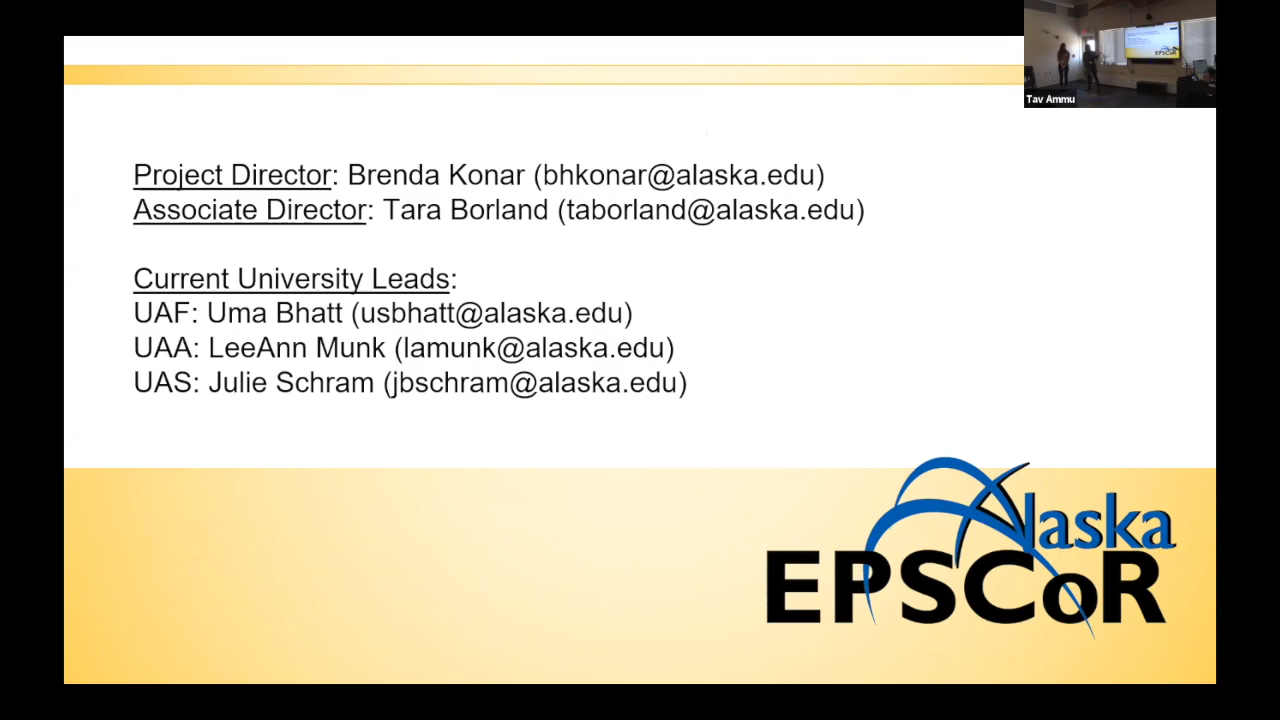 Project Director: Brenda Konar (bhkonar@alaska.edu)
Associate Director: Tara Borland (taborland@alaska.edu)
Current University Leads:
UAF: Uma Bhatt (usbhatt@alaska.edu)
UAA: LeeAnn Munk (lamunk@alaska.edu)
UAS: Julie Schram (jbschram@alaska.edu)
Alaska
EPSCoR
Tav Ammu